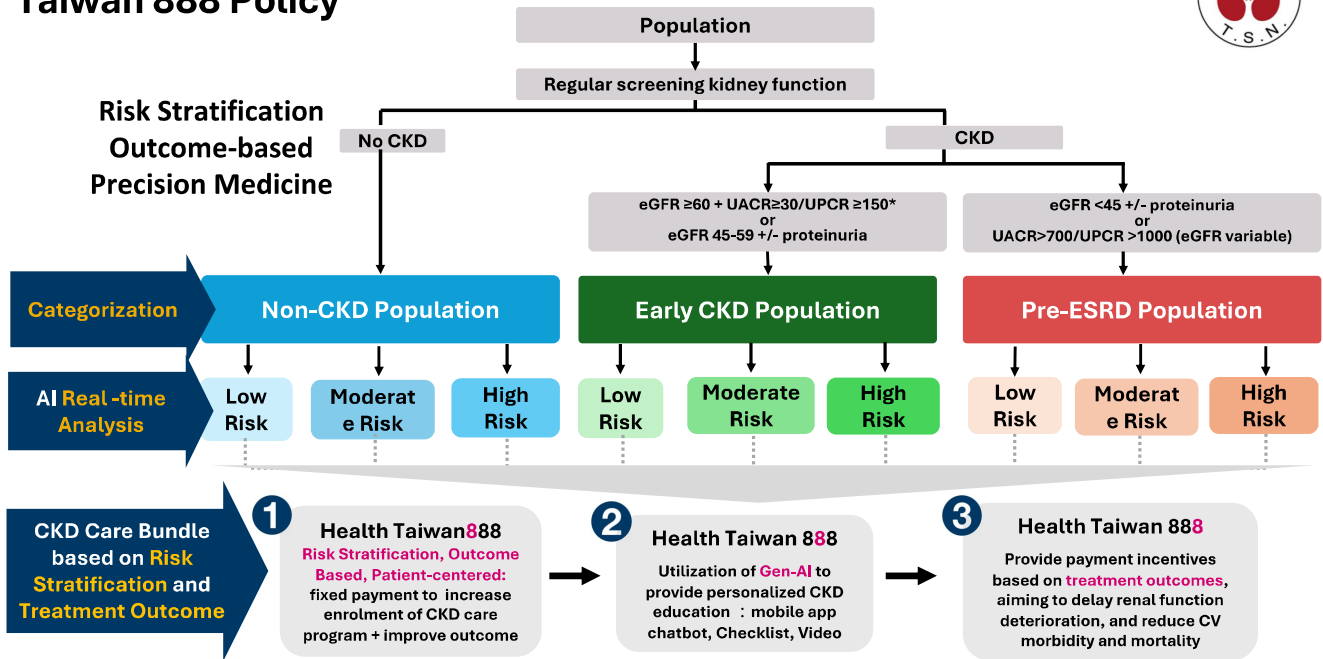 Taiwan 888 Policy
T.S.N.
Population
Regular screening kidney function
Risk Stratification
Outcome-based
Precision Medicine
No CKD
CKD
eGFR ≥60 + UACR≥30/UPCR ≥150*
or
eGFR 45-59 +/- proteinuria
eGFR <45 +/- proteinuria
or
UACR>700/UPCR >1000 (eGFR variable)
Categorization
Non-CKD Population
Early CKD Population
Pre-ESRD Population
AI Real -time
Analysis
Low
Risk
Moderat
e Risk
High
Risk
Low
Risk
Moderate
Risk
High
Risk
Low
Risk
Moderat
e Risk
High
Risk
CKD Care Bundle
based on Risk
Stratification and
Treatment Outcome
1
Health Taiwan888
Risk Stratification, Outcome
Based, Patient-centered:
fixed payment to increase
enrolment of CKD care
program + improve outcome
2
Health Taiwan 888
Utilization of Gen-AI to
provide personalized CKD
education：mobile app
chatbot, Checklist, Video
3
Health Taiwan 888
Provide payment incentives
based on treatment outcomes,
aiming to delay renal function
deterioration, and reduce CV
morbidity and mortality